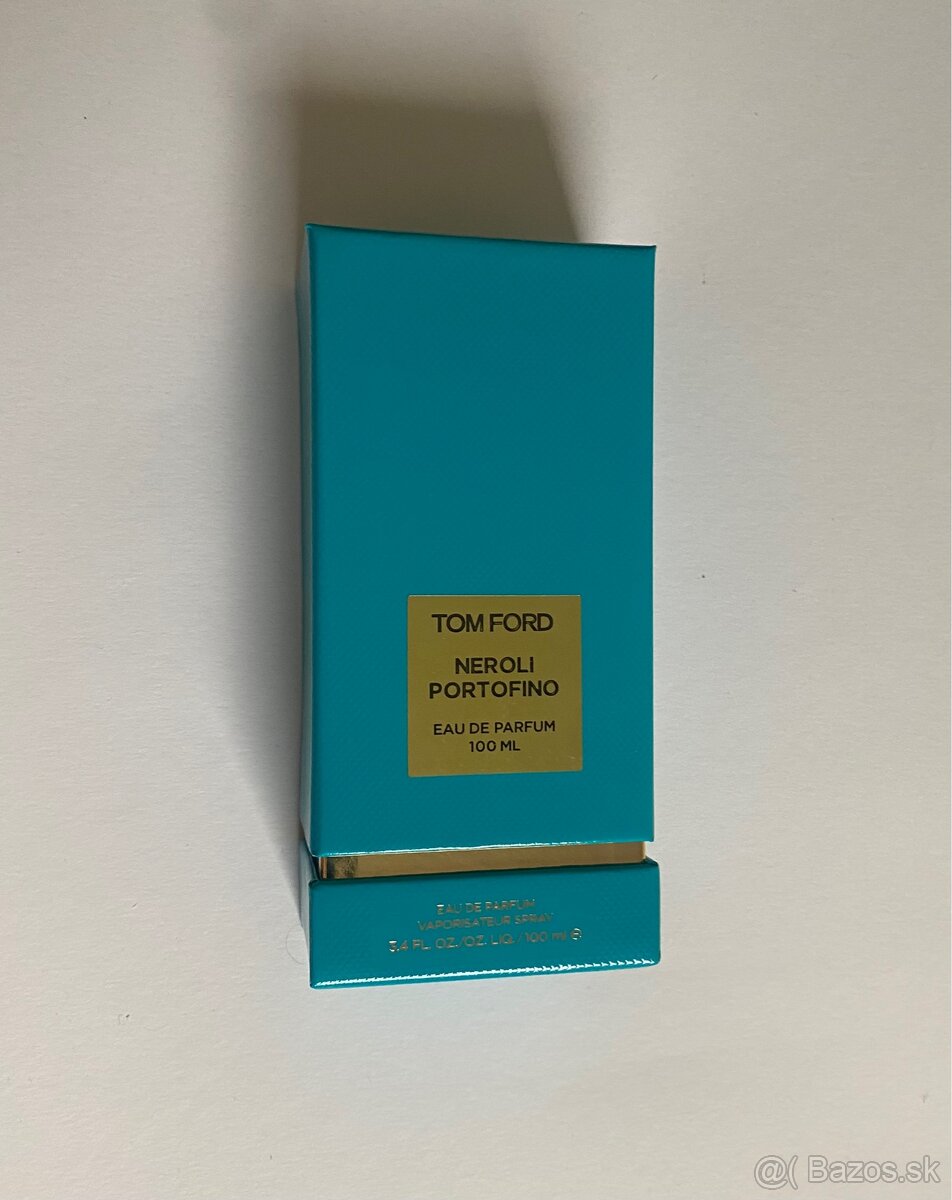 TOM FORD
NEROLI
PORTOFINO
EAU DE PARFUM
100 ML
EAU DE PARFUM
VAPORISATEUR SPRAY
3.4 FL. OZ./OZ. LIQ. / 100 ml ℮
@( Bazos.sk